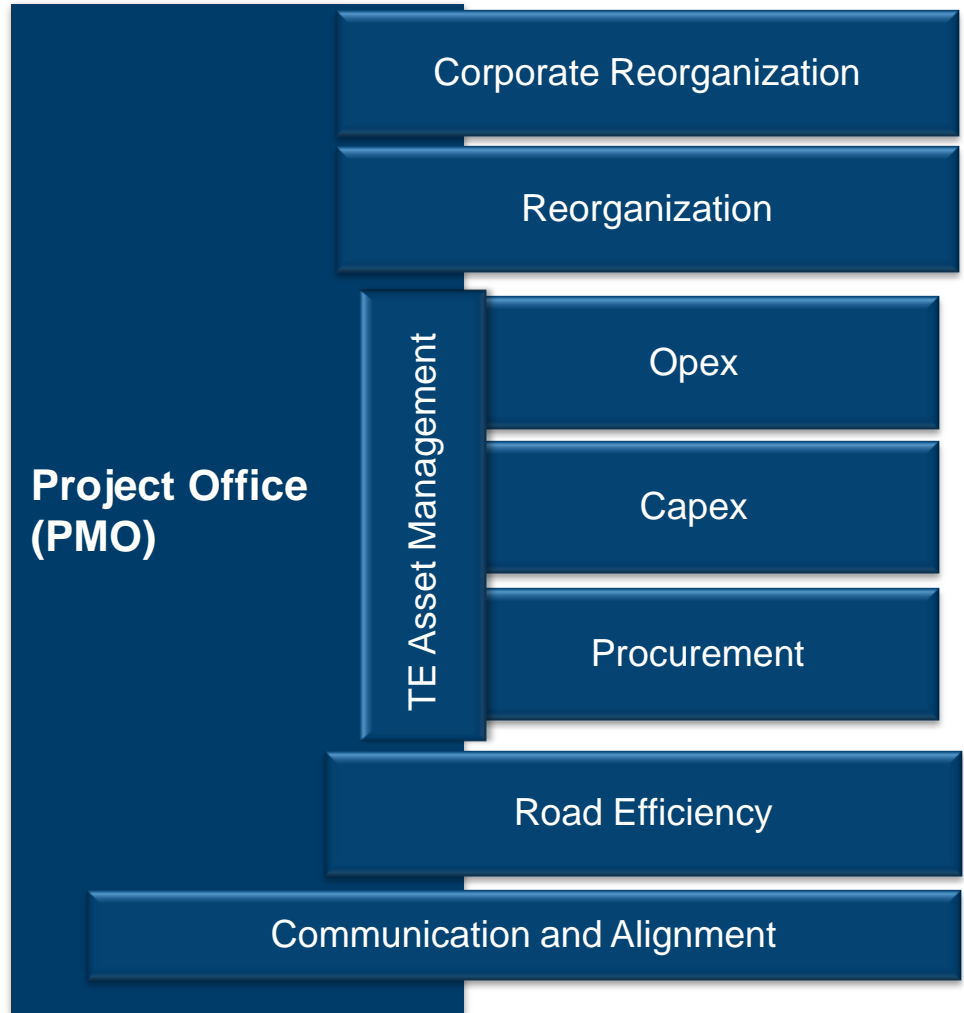 Corporate Reorganization
Reorganization
Project Office
(PMO)
TE Asset Management
Opex
Capex
Procurement
Road Efficiency
Communication and Alignment